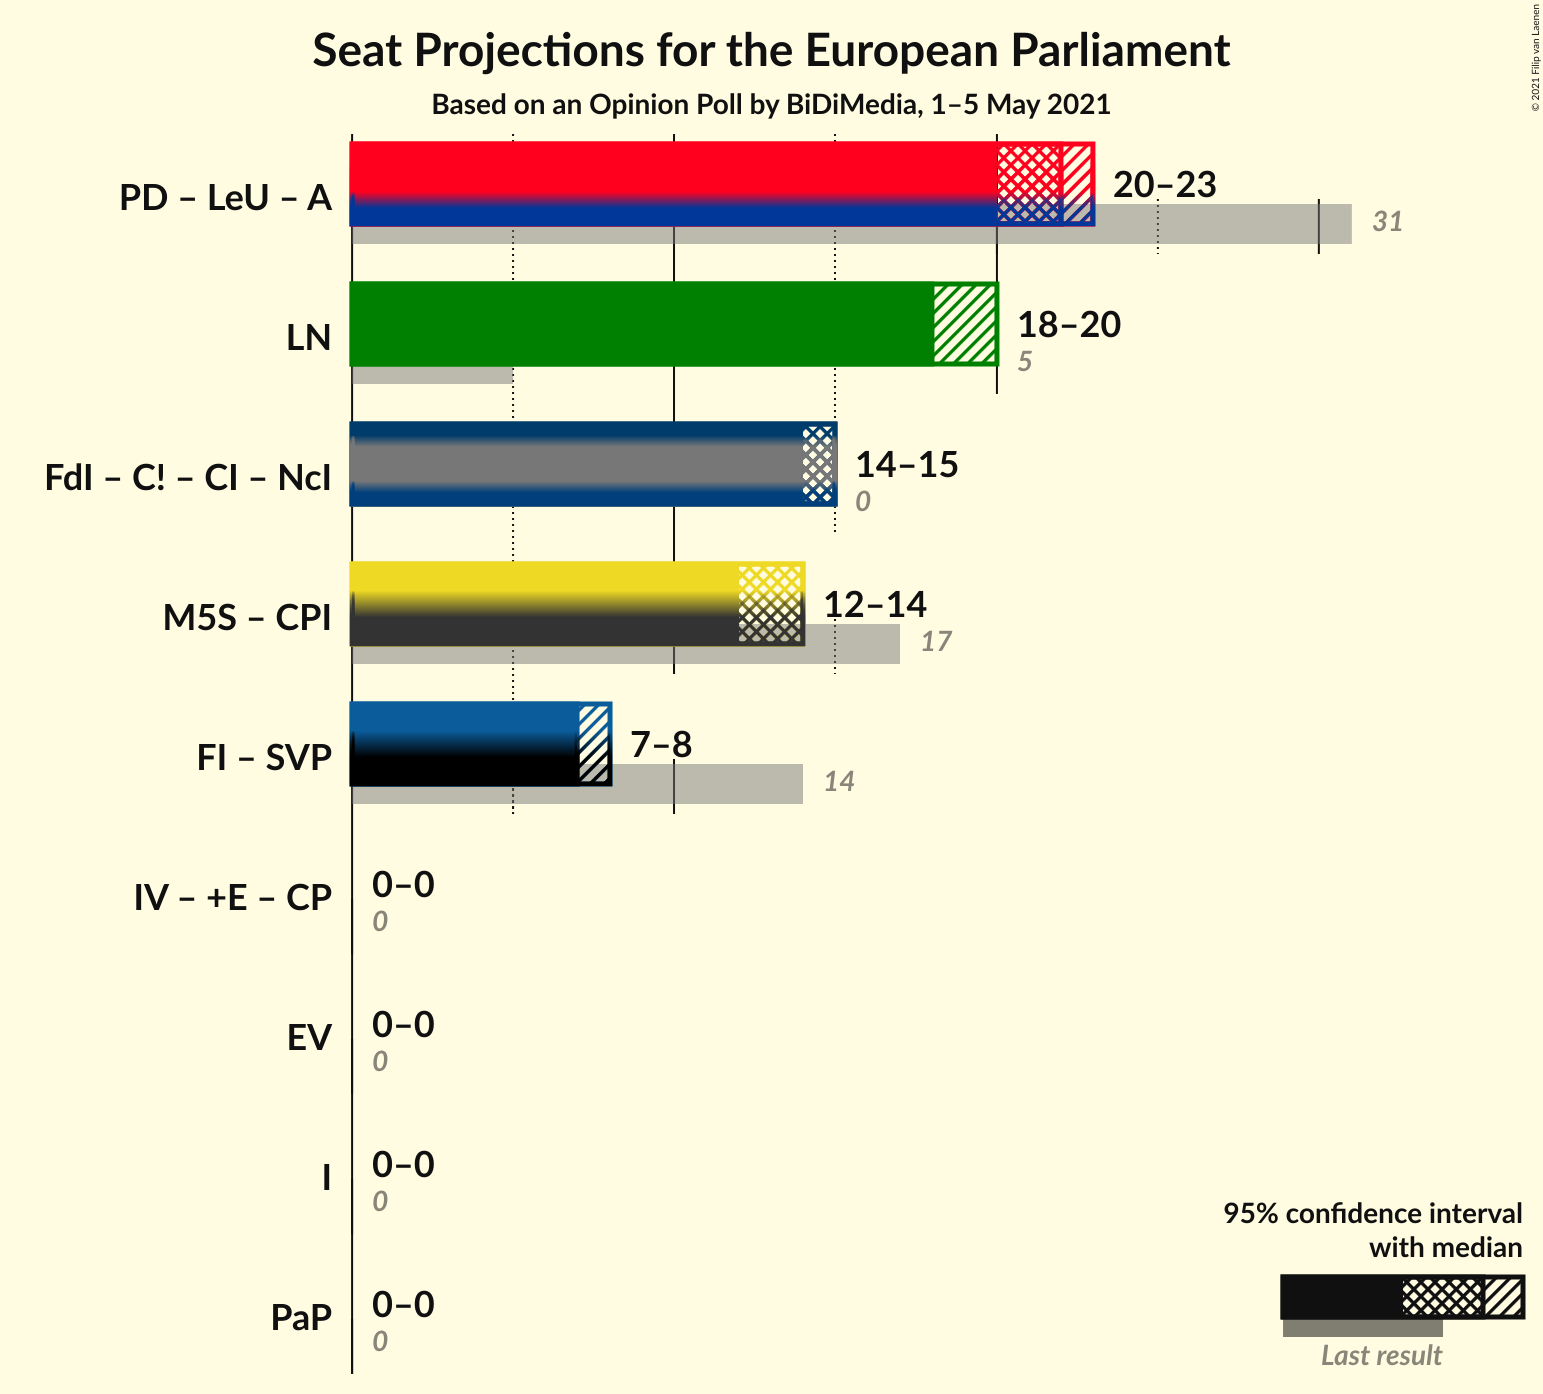 Seat Projections for the European Parliament
Based on an Opinion Poll by BiDiMedia, 1–5 May 2021
© 2021 Filip van Laenen
PD – LeU – A
20–23
31
LN
18–20
5
FdI – C! – CI – NcI
14–15
0
M5S – CPI
12–14
17
FI – SVP
7–8
14
IV – +E – CP
0–0
0
EV
0–0
0
I
0–0
0
PaP
0–0
0
95% confidence interval
with median
Last result